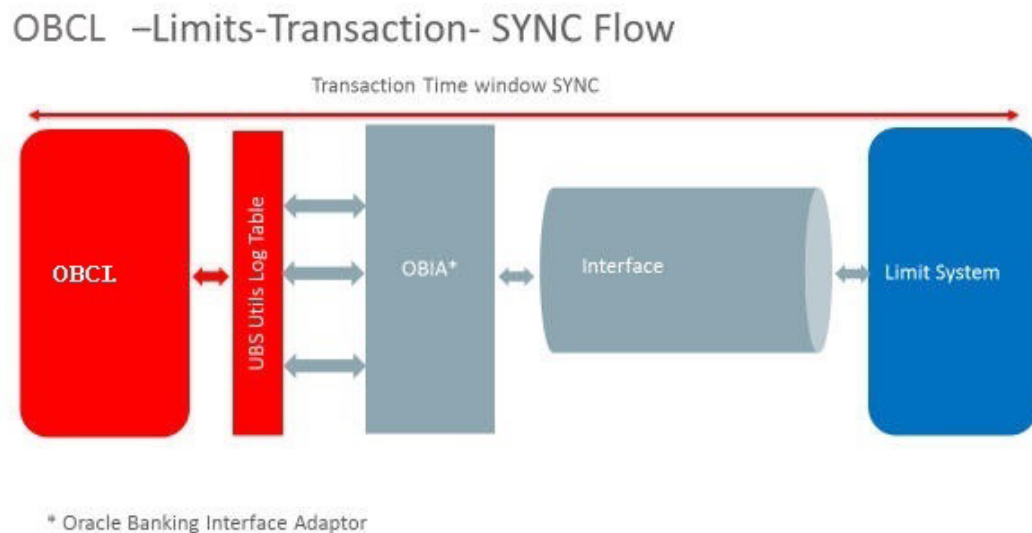 OBCL –Limits-Transaction- SYNC Flow
Transaction Time window SYNC
OBCL
UBS Utils Log Table
OBIA*
Interface
Limit System
* Oracle Banking Interface Adaptor